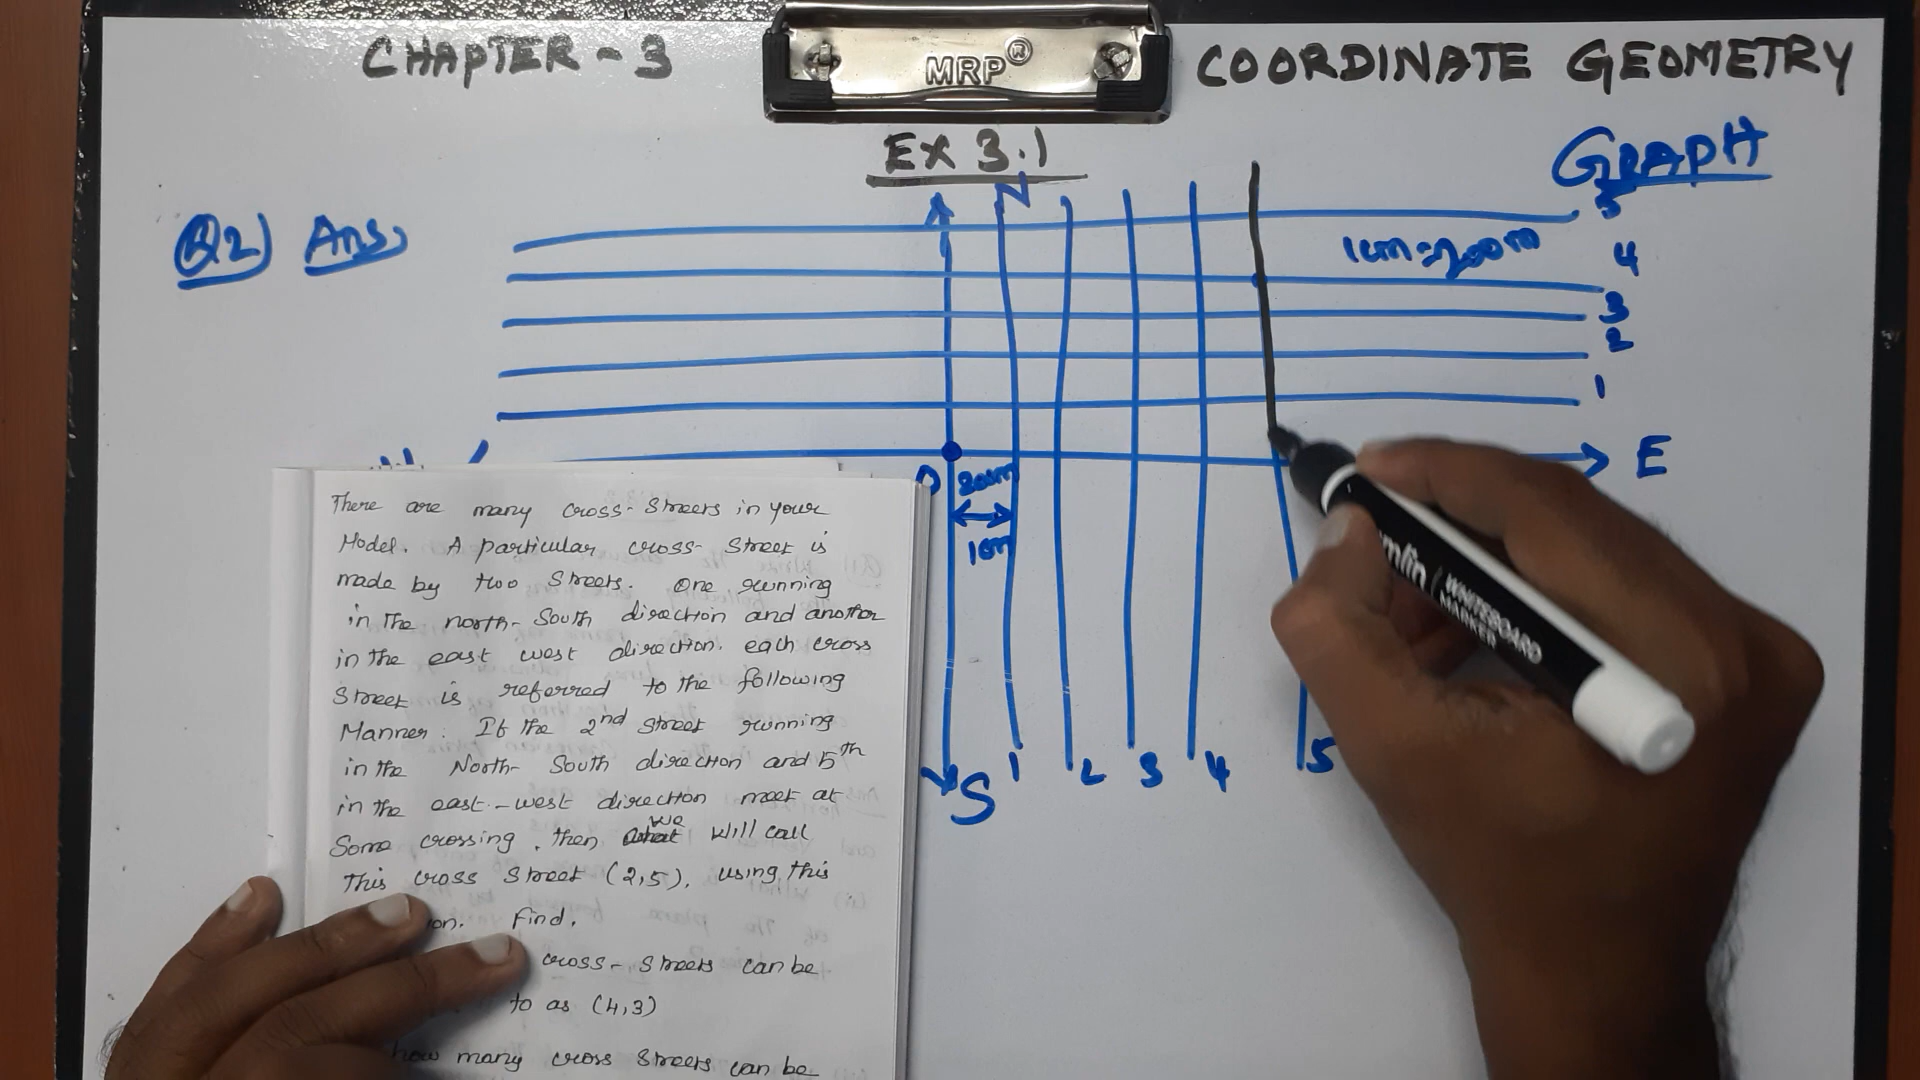 CHAPTER - 3
MRP®
COORDINATE GEOMETRY
EX 3.1
GRAPH
Q2) Ans,
N
5
1cm = 200m
4
3
2
1
E
O
200m
1cm
S
1 2 3 4 5
There are many cross-streets in your
Model. A particular cross-street is
made by two streets. One running
in the north-south direction and another
in the east west direction. each cross
street is referred to the following
Manner. If the 2nd street running
in the North-South direction and 5th
in the east-west direction meet at
Some crossing, then we will call
This cross street (2,5). using this
Find.
cross-streets can be
to as (4,3)
how many cross streets can be
mlin
WHITEBOARD
MARKER